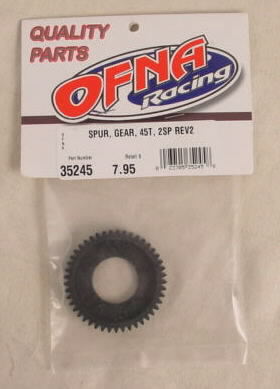 QUALITY
PARTS
OFNA
Racing
SPUR, GEAR, 45T, 2SP REV2
Part Number Retail $
35245 7.95